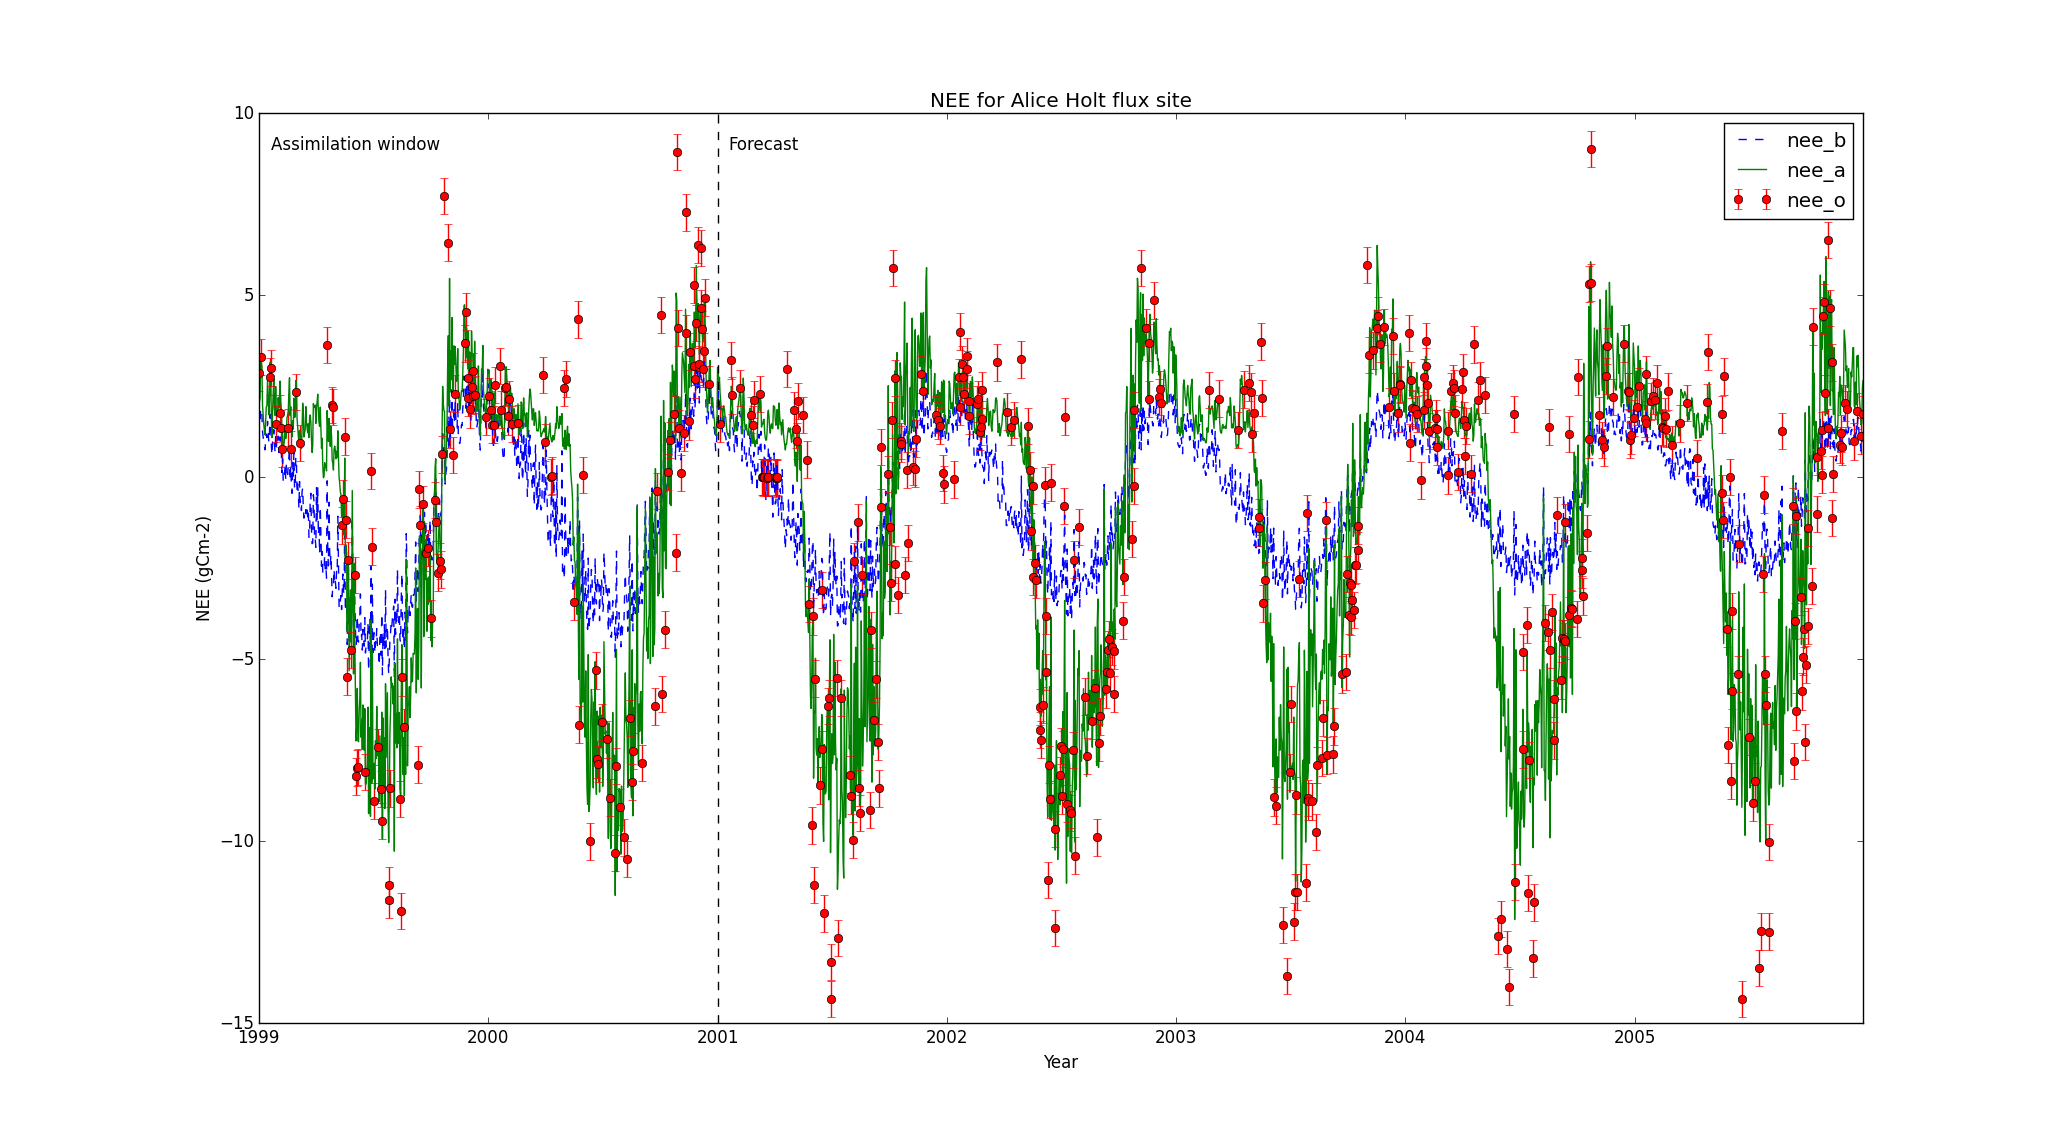 NEE for Alice Holt flux site
Assimilation window
Forecast
nee_b
nee_a
nee_o
10
5
0
−5
−10
−15
NEE (gCm-2)
1999
2000
2001
2002
2003
2004
2005
Year